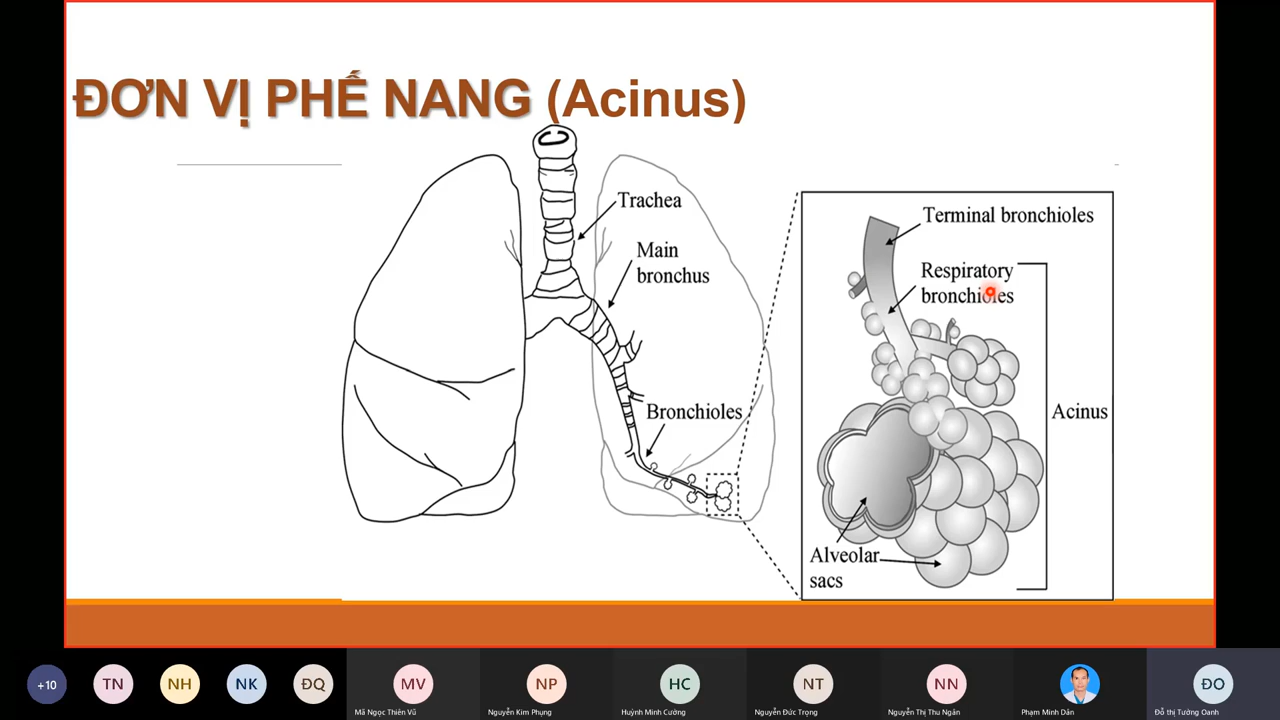 ĐƠN VỊ PHẾ NANG (Acinus)
Trachea
Main
bronchus
Bronchioles
Terminal bronchioles
Respiratory
bronchioles
Acinus
Alveolar
sacs
+10
TN
NH
NK
ĐQ
MV
Mã Ngọc Thiên Vũ
NP
Nguyễn Kim Phụng
HC
Huỳnh Minh Cường
NT
Nguyễn Đức Trọng
NN
Nguyễn Thị Thu Ngân
Phạm Minh Dân
ĐO
Đỗ thị Tường Oanh